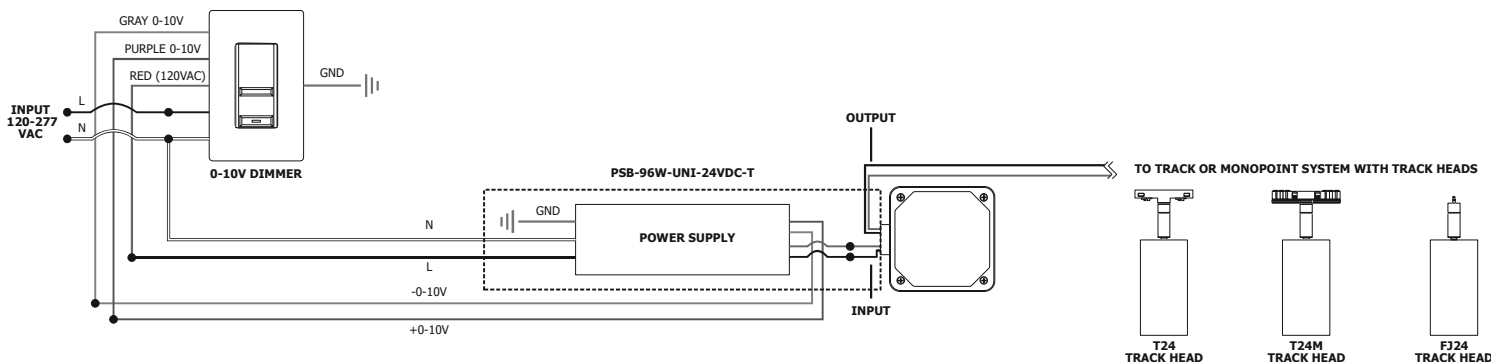 GRAY 0-10V
PURPLE 0-10V
RED (120VAC)
GND
L
INPUT
120-277
VAC
N
0-10V DIMMER
OUTPUT
TO TRACK OR MONOPOINT SYSTEM WITH TRACK HEADS
PSB-96W-UNI-24VDC-T
GND
N
POWER SUPPLY
L
-0-10V
INPUT
+0-10V
T24
TRACK HEAD
T24M
TRACK HEAD
FJ24
TRACK HEAD